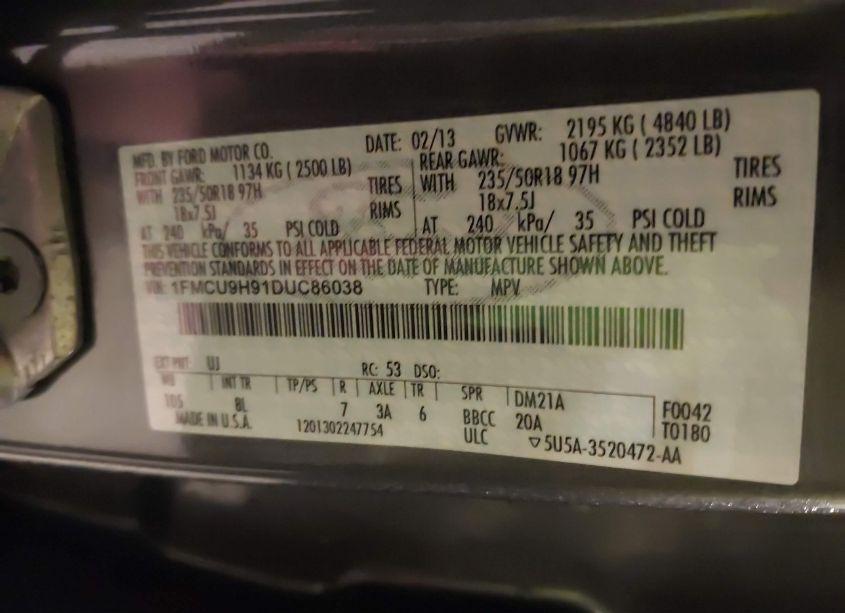 MFD. BY FORD MOTOR CO. DATE: 02/13 GVWR: 2195 KG ( 4840 LB)
FRONT GAWR: 1134 KG ( 2500 LB) REAR GAWR: 1067 KG ( 2352 LB)
WITH 235/50R18 97H TIRES WITH 235/50R18 97H TIRES
18x7.5J RIMS 18x7.5J RIMS
AT 240 kPa/ 35 PSI COLD AT 240 kPa/ 35 PSI COLD
THIS VEHICLE CONFORMS TO ALL APPLICABLE FEDERAL MOTOR VEHICLE SAFETY AND THEFT
PREVENTION STANDARDS IN EFFECT ON THE DATE OF MANUFACTURE SHOWN ABOVE.
VIN: 1FMCU9H91DUC86038 TYPE: MPV
EXT PNT: UJ RC: 53 DSO:
WB INT TR TP/PS R AXLE TR SPR DM21A F0042
105 8L 7 3A 6 BBCC 20A T0180
MADE IN U.S.A. 1201302247754 ULC ▽5U5A-3520472-AA